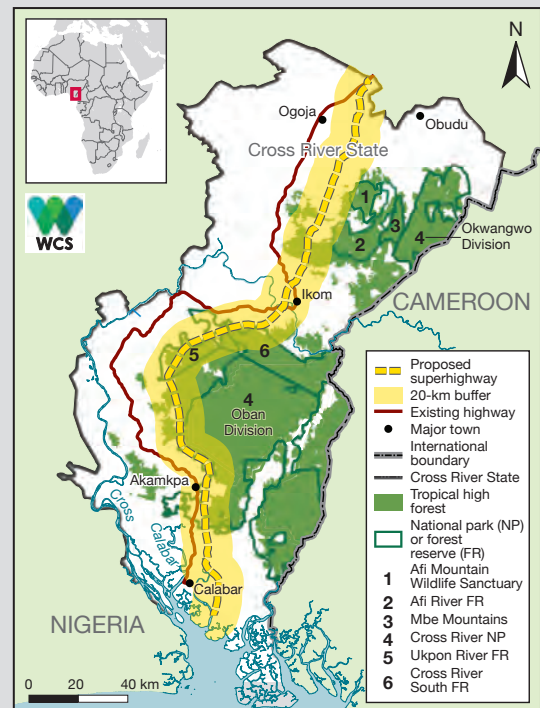 N
WCS
Ogoja
Obudu
Cross River State
1
2
3
4
Okwangwo
Division
Ikom
CAMEROON
5
6
4
Oban
Division
Akamkpa
Cross
Calabar
Calabar
NIGERIA
0 20 40 km
Proposed
superhighway
20-km buffer
Existing highway
Major town
International
boundary
Cross River State
Tropical high
forest
National park (NP)
or forest
reserve (FR)
1 Afi Mountain
Wildlife Sanctuary
2 Afi River FR
3 Mbe Mountains
4 Cross River NP
5 Ukpon River FR
6 Cross River
South FR